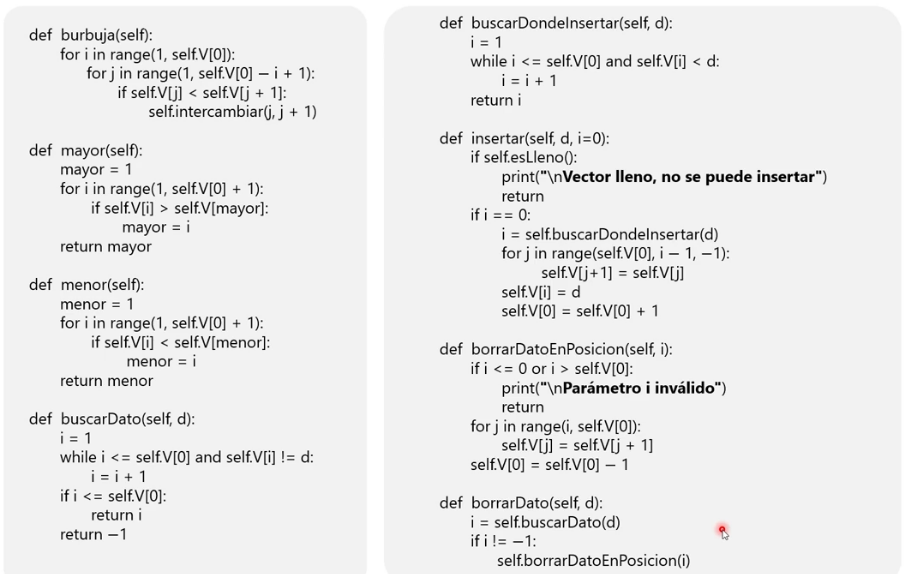 def burbuja(self):
for i in range(1, self.V[0]):
for j in range(1, self.V[0] − i + 1):
if self.V[j] < self.V[j + 1]:
self.intercambiar(j, j + 1)
def mayor(self):
mayor = 1
for i in range(1, self.V[0] + 1):
if self.V[i] > self.V[mayor]:
mayor = i
return mayor
def menor(self):
menor = 1
for i in range(1, self.V[0] + 1):
if self.V[i] < self.V[menor]:
menor = i
return menor
def buscarDato(self, d):
i = 1
while i <= self.V[0] and self.V[i] != d:
i = i + 1
if i <= self.V[0]:
return i
return −1
def buscarDondeInsertar(self, d):
i = 1
while i <= self.V[0] and self.V[i] < d:
i = i + 1
return i
def insertar(self, d, i=0):
if self.esLleno():
print("\nVector lleno, no se puede insertar")
return
if i == 0:
i = self.buscarDondeInsertar(d)
for j in range(self.V[0], i − 1, −1):
self.V[j+1] = self.V[j]
self.V[i] = d
self.V[0] = self.V[0] + 1
def borrarDatoEnPosicion(self, i):
if i <= 0 or i > self.V[0]:
print("\nParámetro i inválido")
return
for j in range(i, self.V[0]):
self.V[j] = self.V[j + 1]
self.V[0] = self.V[0] − 1
def borrarDato(self, d):
i = self.buscarDato(d)
if i != −1:
self.borrarDatoEnPosicion(i)